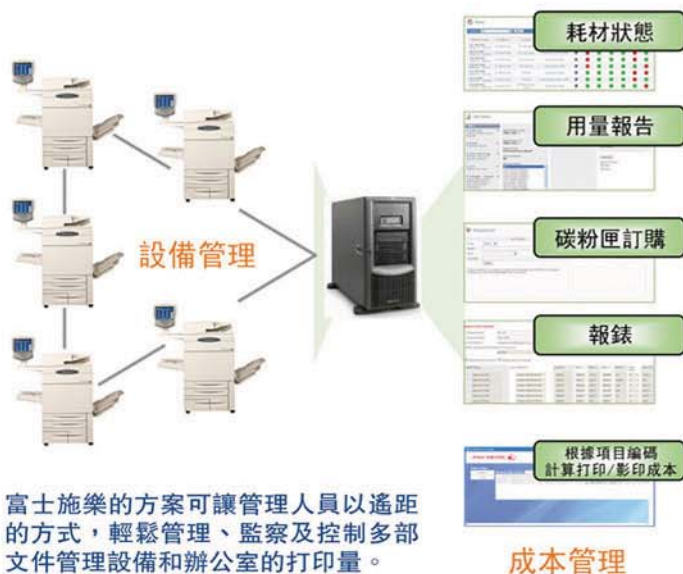 耗材狀態
用量報告
碳粉匣訂購
報錶
設備管理
根據項目編碼
計算打印/影印成本
富士施樂的方案可讓管理人員以遙距
的方式，輕鬆管理、監察及控制多部
文件管理設備和辦公室的打印量。
成本管理